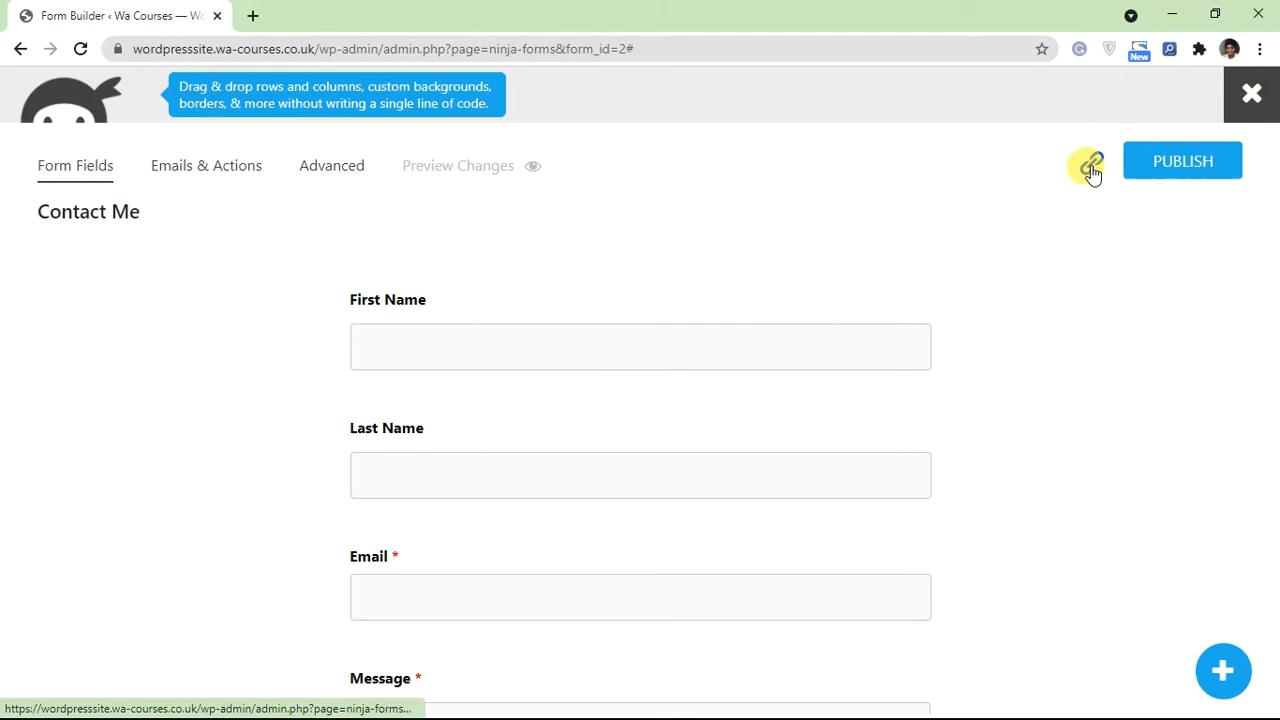 Form Builder ‹ Wa Courses — Wo
wordpresssite.wa-courses.co.uk/wp-admin/admin.php?page=ninja-forms&form_id=2#
New
Drag & drop rows and columns, custom backgrounds,
borders, & more without writing a single line of code.
Form Fields
Emails & Actions
Advanced
Preview Changes
PUBLISH
Contact Me
First Name
Last Name
Email *
Message *
https://wordpresssite.wa-courses.co.uk/wp-admin/admin.php?page=ninja-forms...